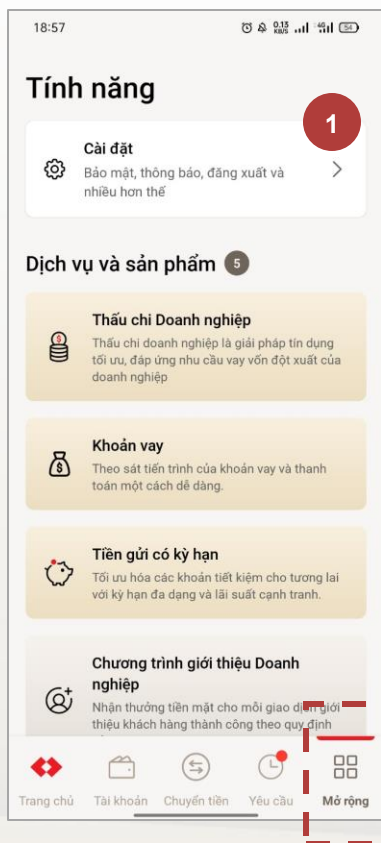 18:57
0.13 KB/S 4G 54
Tính năng
1
Cài đặt
Bảo mật, thông báo, đăng xuất và
nhiều hơn thế
Dịch vụ và sản phẩm 5
Thấu chi Doanh nghiệp
Thấu chi doanh nghiệp là giải pháp tín dụng
tối ưu, đáp ứng nhu cầu vay vốn đột xuất của
doanh nghiệp
Khoản vay
Theo sát tiến trình của khoản vay và thanh
toán một cách dễ dàng.
Tiền gửi có kỳ hạn
Tối ưu hóa các khoản tiết kiệm cho tương lai
với kỳ hạn đa dạng và lãi suất cạnh tranh.
Chương trình giới thiệu Doanh
nghiệp
Nhận thưởng tiền mặt cho mỗi giao dịch giới
thiệu khách hàng thành công theo quy định
Trang chủ Tài khoản Chuyển tiền Yêu cầu Mở rộng